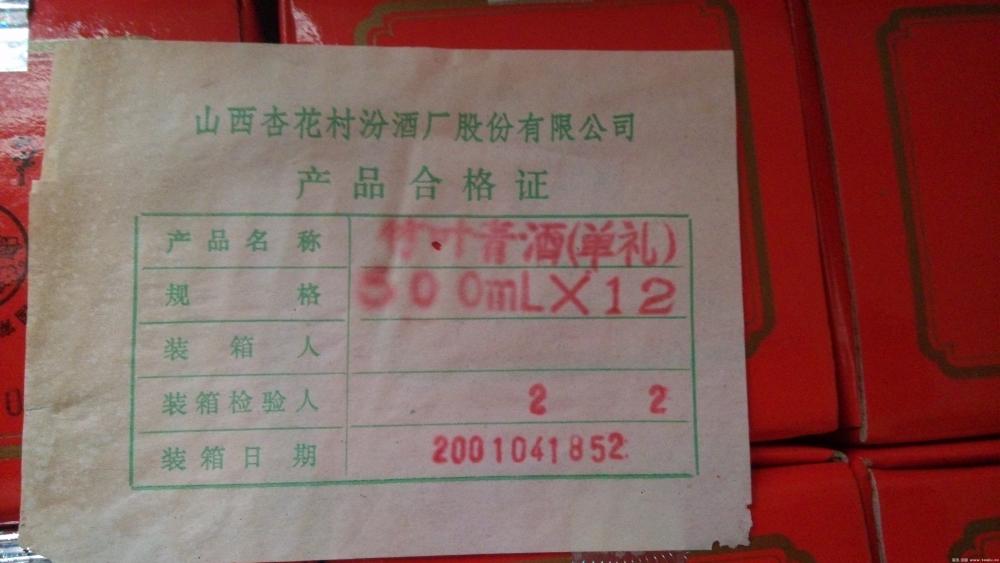 山西杏花村汾酒厂股份有限公司
产品合格证
产品名称 竹叶青酒(单礼)
规格 500mL×12
装箱人
装箱检验人 2 2
装箱日期 2001041852